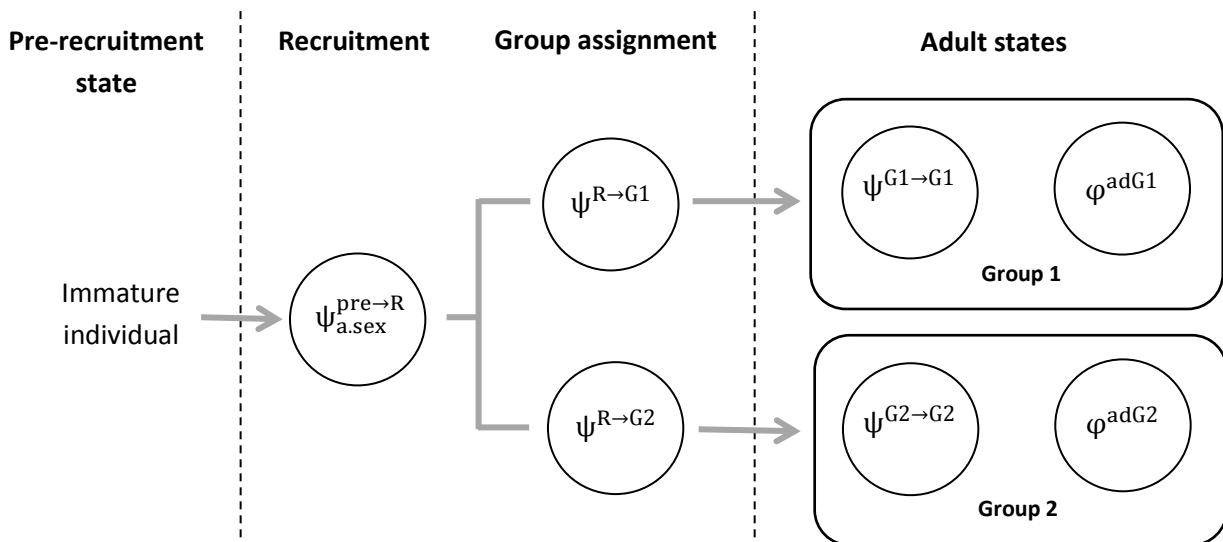 Pre-recruitment
state
Recruitment
Group assignment
Adult states
Immature
individual
ψ^{pre→R}_{a.sex}
ψ^{R→G1}
ψ^{R→G2}
ψ^{G1→G1}
φ^{adG1}
Group 1
ψ^{G2→G2}
φ^{adG2}
Group 2